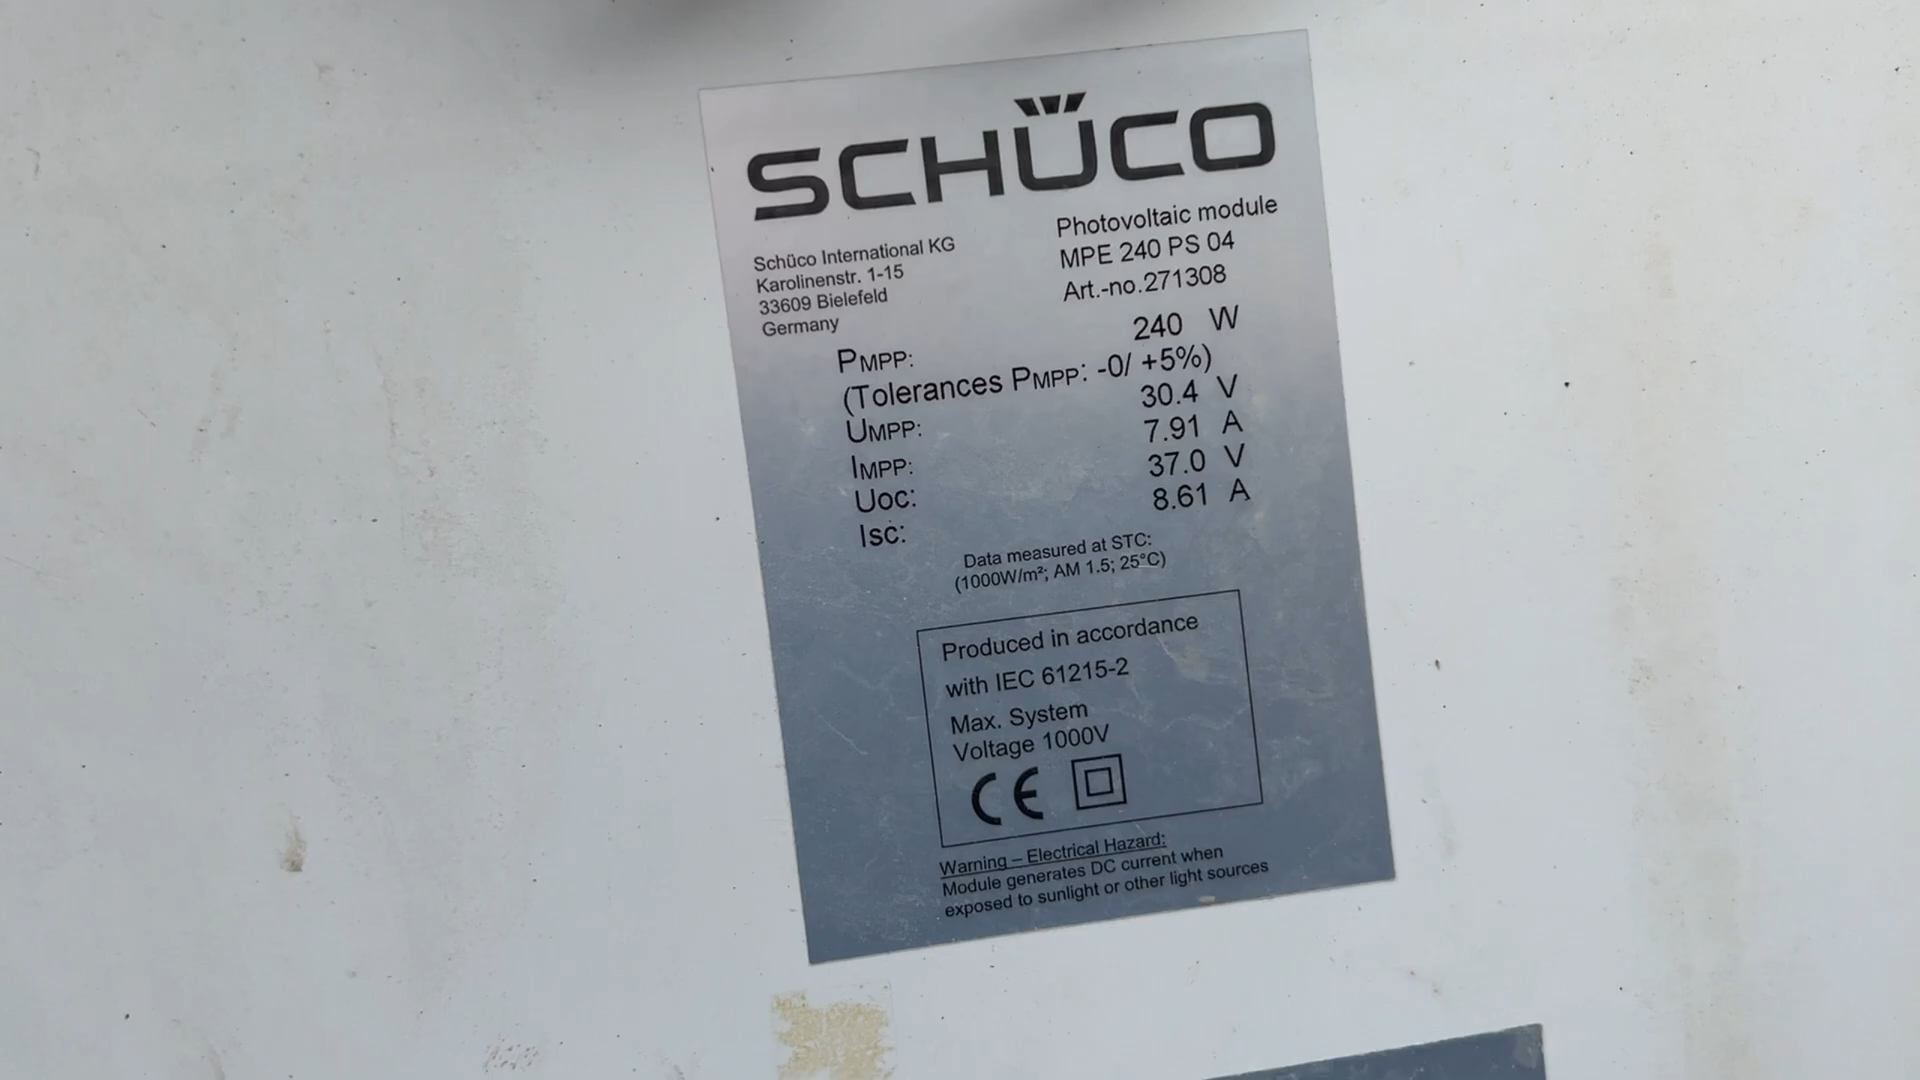 SCHÜCO
Schüco International KG
Karolinenstr. 1-15
33609 Bielefeld
Germany
Photovoltaic module
MPE 240 PS 04
Art.-no.271308
PMPP: 240 W
(Tolerances PMPP: -0/ +5%)
UMPP: 30.4 V
IMPP: 7.91 A
Uoc: 37.0 V
Isc: 8.61 A
Data measured at STC:
(1000W/m²; AM 1.5; 25°C)
Produced in accordance
with IEC 61215-2
Max. System
Voltage 1000V
CE
Warning – Electrical Hazard:
Module generates DC current when
exposed to sunlight or other light sources